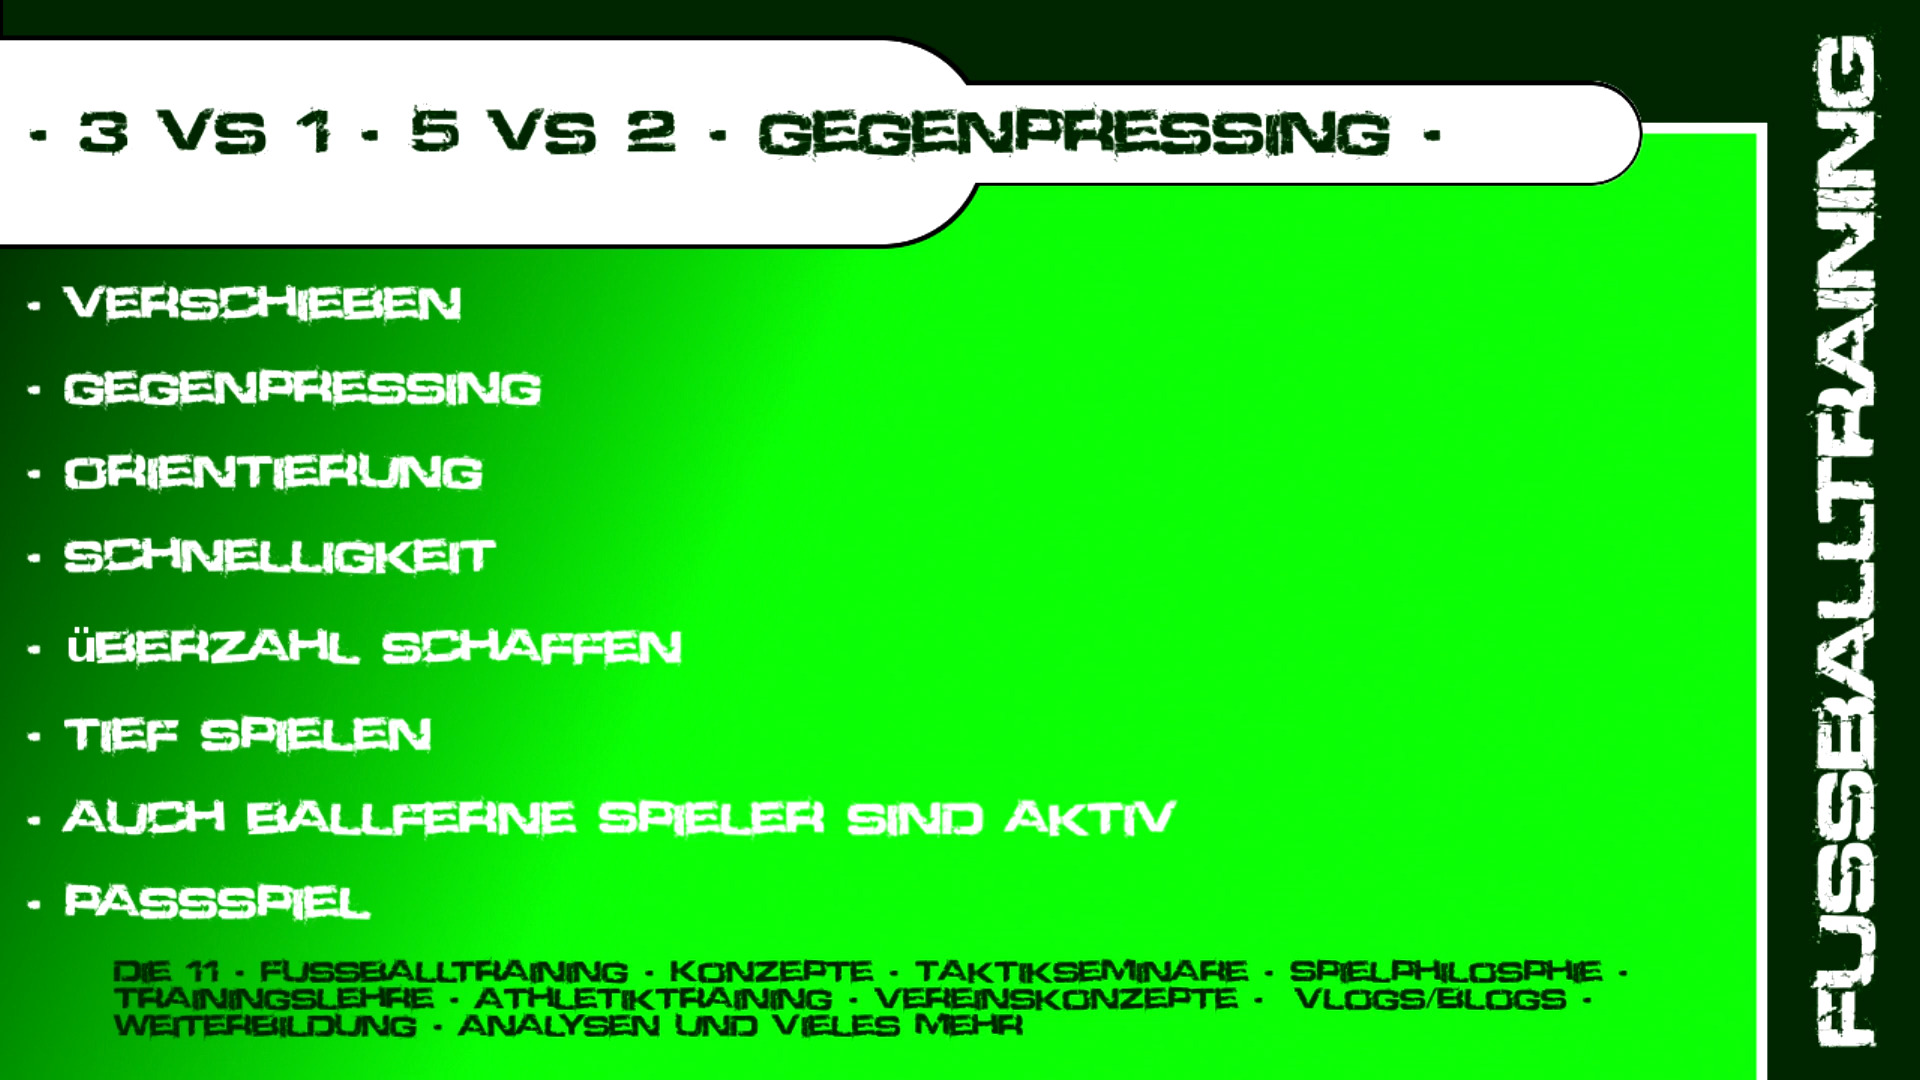 - 3 VS 1 - 5 VS 2 - GEGENPRESSING -
- VERSCHIEBEN
- GEGENPRESSING
- ORIENTIERUNG
- SCHNELLIGKEIT
- üBERZAHL SCHAFFEN
- TIEF SPIELEN
- AUCH BALLFERNE SPIELER SIND AKTIV
- PASSSPIEL
DIE 11 - FUSSBALLTRAINING - KONZEPTE - TAKTIKSEMINARE - SPIELPHILOSPHIE -
TRAININGSLEHRE - ATHLETIKTRAINING - VEREINSKONZEPTE - VLOGS/BLOGS -
WEITERBILDUNG - ANALYSEN UND VIELES MEHR
FUSSBALLTRAINING